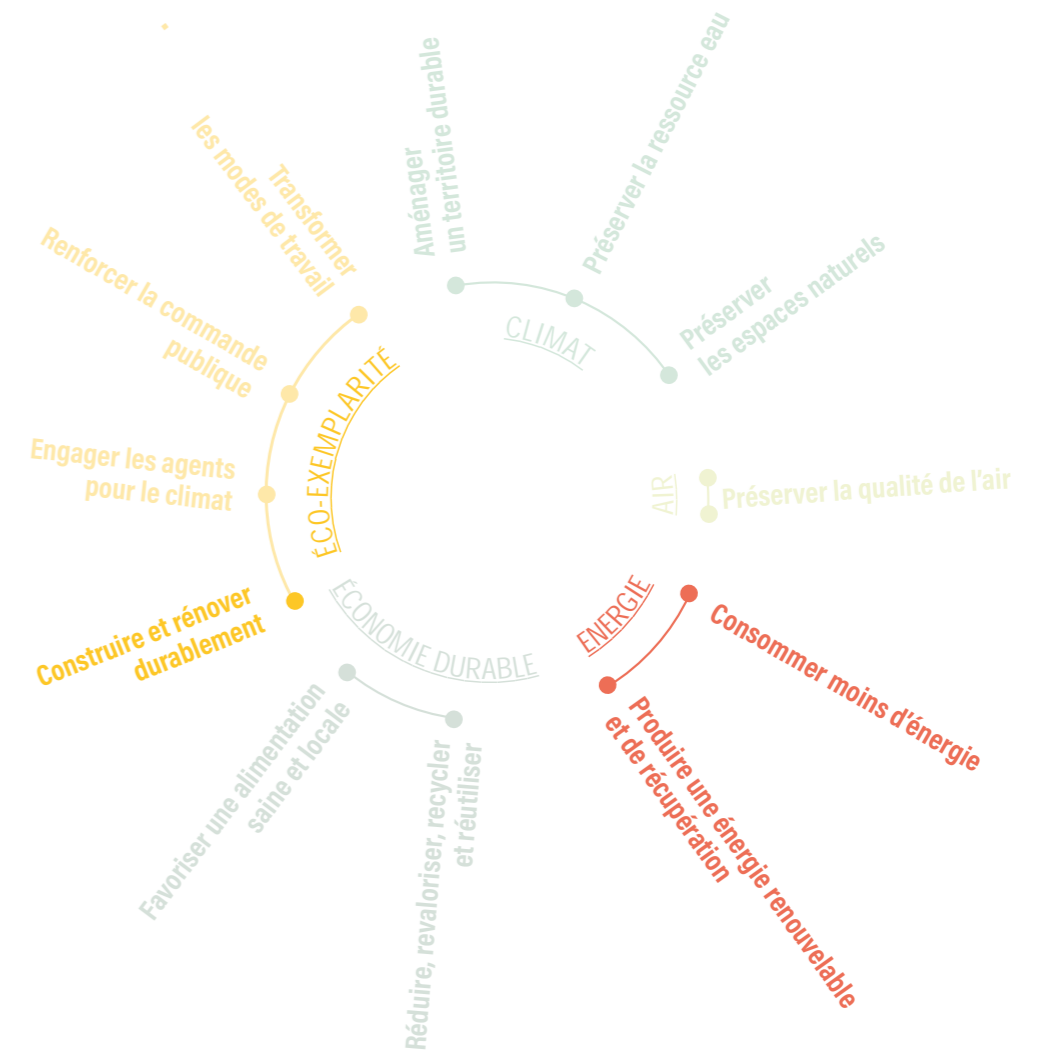 CLIMAT
Aménager
un territoire durable
Préserver la ressource eau
Préserver
les espaces naturels
AIR
Préserver la qualité de l'air
ENERGIE
Consommer moins d'énergie
Produire une énergie renouvelable
et de récupération
ÉCONOMIE DURABLE
Réduire, revaloriser, recycler
et réutiliser
Favoriser une alimentation
saine et locale
ÉCO-EXEMPLARITÉ
Construire et rénover
durablement
Engager les agents
pour le climat
Renforcer la commande
publique
Transformer
les modes de travail